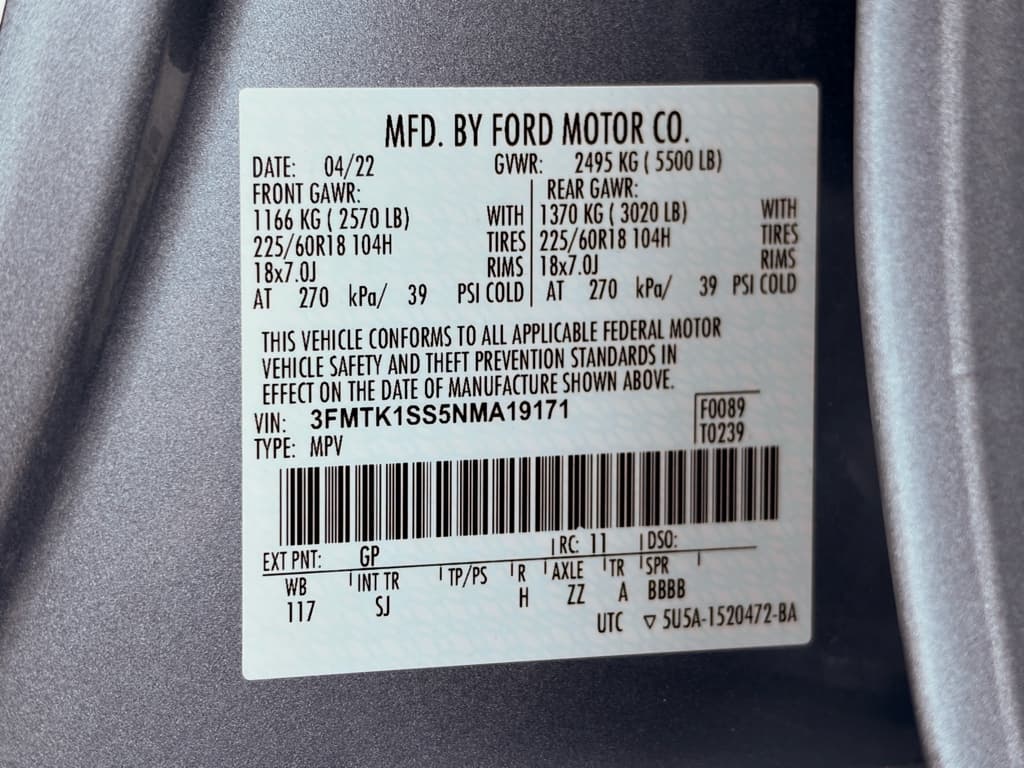 MFD. BY FORD MOTOR CO.
DATE: 04/22 GVWR: 2495 KG ( 5500 LB)
FRONT GAWR: REAR GAWR:
1166 KG ( 2570 LB) WITH 1370 KG ( 3020 LB) WITH
225/60R18 104H TIRES 225/60R18 104H TIRES
18x7.0J RIMS 18x7.0J RIMS
AT 270 kPa/ 39 PSI COLD AT 270 kPa/ 39 PSI COLD
THIS VEHICLE CONFORMS TO ALL APPLICABLE FEDERAL MOTOR
VEHICLE SAFETY AND THEFT PREVENTION STANDARDS IN
EFFECT ON THE DATE OF MANUFACTURE SHOWN ABOVE.
VIN: 3FMTK1SS5NMA19171 F0089
TYPE: MPV T0239
EXT PNT: GP RC: 11 DSO:
WB INT TR TP/PS R AXLE TR SPR
117 SJ H ZZ A BBBB
UTC ▽ 5U5A-1520472-BA